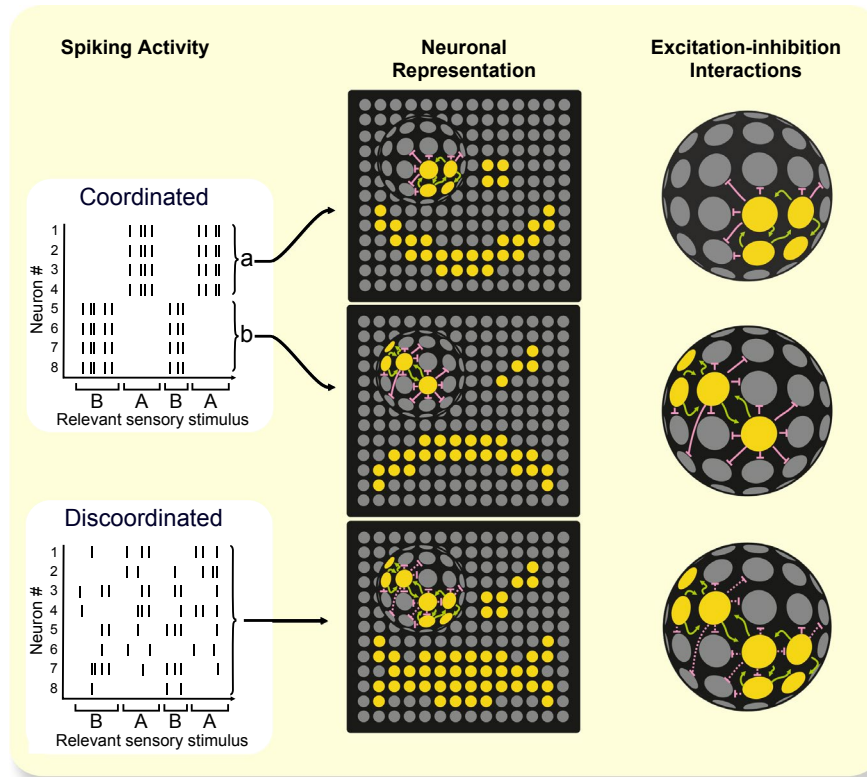 Spiking Activity
Neuronal
Representation
Excitation-inhibition
Interactions
Coordinated
Neuron #
1
2
3
4
5
6
7
8
a
b
B A B A
Relevant sensory stimulus
Discoordinated
Neuron #
1
2
3
4
5
6
7
8
B A B A
Relevant sensory stimulus